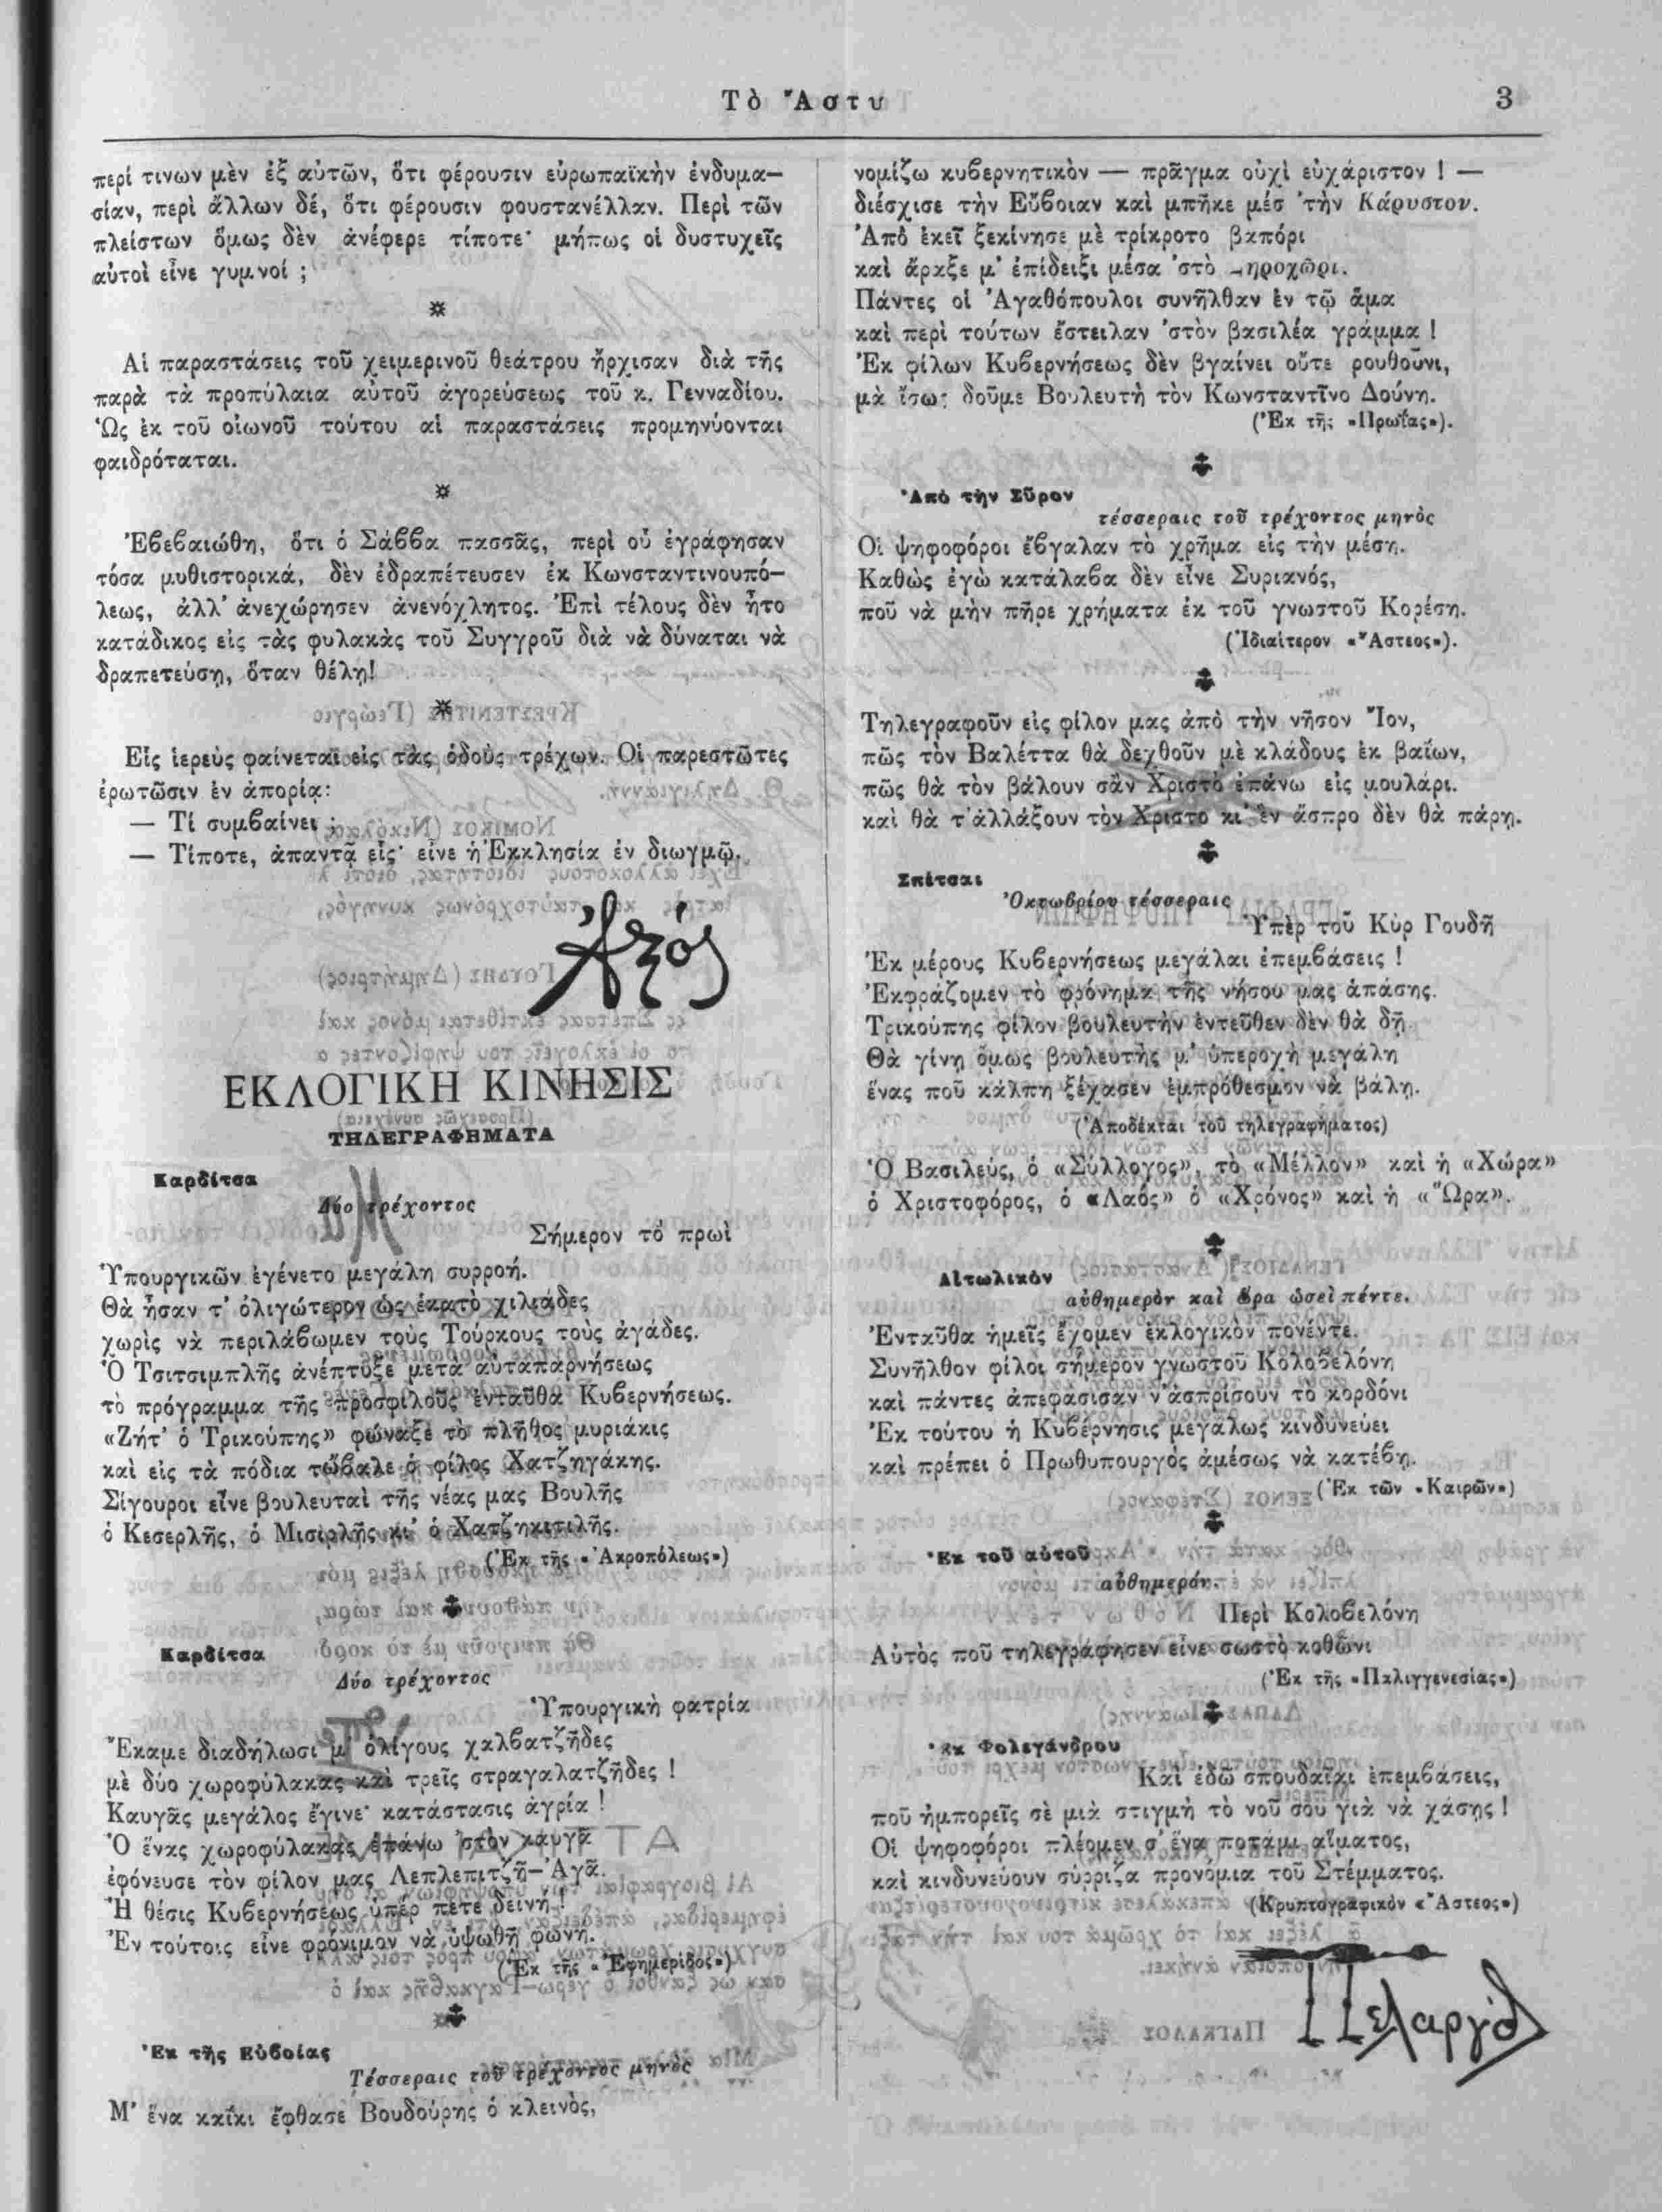 Τὸ Ἄστυ
3
περί τινων μὲν ἐξ αὐτῶν, ὅτι φέρουσιν εὐρωπαϊκὴν ἐνδυμα—
σίαν, περὶ ἄλλων δέ, ὅτι φέρουσιν φουστανέλλαν. Περὶ τῶν
πλείστων ὅμως δὲν ἀνέφερε τίποτε· μήπως οἱ δυστυχεῖς
αὐτοὶ εἶνε γυμνοί ;
Αἱ παραστάσεις τοῦ χειμερινοῦ θεάτρου ἤρχισαν διὰ τῆς
παρὰ τὰ προπύλαια αὐτοῦ ἀγορεύσεως τοῦ κ. Γενναδίου.
Ὡς ἐκ τοῦ οἰωνοῦ τούτου αἱ παραστάσεις προμηνύονται
φαιδρόταται.
Ἐβεβαιώθη, ὅτι ὁ Σάββα πασσᾶς, περὶ οὗ ἐγράφησαν
τόσα μυθιστορικά, δὲν ἐδραπέτευσεν ἐκ Κωνσταντινουπό—
λεως, ἀλλ' ἀνεχώρησεν ἀνενόχλητος. Ἐπὶ τέλους δὲν ἦτο
κατάδικος εἰς τὰς φυλακὰς τοῦ Συγγροῦ διὰ νὰ δύναται νὰ
δραπετεύσῃ, ὅταν θέλῃ!
Εἷς ἱερεὺς φαίνεται εἰς τὰς ὁδοὺς τρέχων. Οἱ παρεστῶτες
ἐρωτῶσιν ἐν ἀπορίᾳ:
— Τί συμβαίνει ;
— Τίποτε, ἀπαντᾷ εἷς· εἶνε ἡ Ἐκκλησία ἐν διωγμῷ.
ΕΚΛΟΓΙΚΗ ΚΙΝΗΣΙΣ
ΤΗΛΕΓΡΑΦΗΜΑΤΑ
Καρδίτσα
Δύο τρέχοντος
Σήμερον τὸ πρωὶ
Ὑπουργικῶν ἐγένετο μεγάλη συρροή.
Θὰ ἦσαν τ' ὀλιγώτερον ὡς ἑκατὸ χιλιάδες
χωρὶς νὰ περιλάβωμεν τοὺς Τούρκους τοὺς ἀγάδες.
Ὁ Τσιτσιμπλῆς ἀνέπτυξε μετὰ αὐταπαρνήσεως
τὸ πρόγραμμα τῆς προσφιλοῦς ἐνταῦθα Κυβερνήσεως.
«Ζήτ' ὁ Τρικούπης» φώναξε τὸ πλῆθος μυριάκις
καὶ εἰς τὰ πόδια τὤβαλε ὁ φίλος Χατζηγάκης.
Σίγουροι εἶνε βουλευταὶ τῆς νέας μας Βουλῆς
ὁ Κεσερλῆς, ὁ Μισιρλῆς κι' ὁ Χατζηκιτιλῆς.
(Ἐκ τῆς «Ἀκροπόλεως»)
Καρδίτσα
Δύο τρέχοντος
Ὑπουργικὴ φατρία
Ἔκαμε διαδήλωσι μ' ὀλίγους χαλβατζῆδες
μὲ δύο χωροφύλακας καὶ τρεῖς στραγαλατζῆδες !
Καυγᾶς μεγάλος ἔγινε· κατάστασις ἀγρία !
Ὁ ἕνας χωροφύλακας ἐπάνω 'στὸν καυγᾶ
ἐφόνευσε τὸν φίλον μας Λεπλεπιτζῆ—Ἀγᾶ.
Ἡ θέσις Κυβερνήσεως ὑπὲρ πέτε δεινή !
Ἐν τούτοις εἶνε φρόνιμον νὰ ὑψωθῇ φωνή.
(Ἐκ τῆς «Ἐφημερίδος»)
Ἐκ τῆς Εὐβοίας
Τέσσεραις τοῦ τρέχοντος μηνὸς
Μ' ἕνα καΐκι ἔφθασε Βουδούρης ὁ κλεινὸς,
νομίζω κυβερνητικὸν — πρᾶγμα οὐχὶ εὐχάριστον ! —
διέσχισε τὴν Εὔβοιαν καὶ μπῆκε μέσ 'τὴν Κάρυστον.
Ἀπὸ ἐκεῖ ξεκίνησε μὲ τρίκροτο βαπόρι
καὶ ἄραξε μ' ἐπίδειξι μέσα 'στὸ
Πάντες οἱ Ἀγαθόπουλοι συνῆλθαν ἐν τῷ ἅμα
καὶ περὶ τούτων ἔστειλαν 'στὸν βασιλέα γράμμα !
Ἐκ φίλων Κυβερνήσεως δὲν βγαίνει οὔτε ρουθοῦνι,
μὰ ἴσως δοῦμε Βουλευτὴ τὸν Κωνσταντῖνο Δούνη.
(Ἐκ τῆς «Πρωΐας»).
Ἀπὸ τὴν Σῦρον
τέσσεραις τοῦ τρέχοντος μηνὸς
Οἱ ψηφοφόροι ἔβγαλαν τὸ χρῆμα εἰς τὴν μέση.
Καθὼς ἐγὼ κατάλαβα δὲν εἶνε Συριανός,
ποῦ νὰ μὴν πῆρε χρήματα ἐκ τοῦ γνωστοῦ Κορέση.
(Ἰδιαίτερον «Ἄστεος»).
Τηλεγραφοῦν εἰς φίλον μας ἀπὸ τὴν νῆσον Ἴον,
πῶς τὸν Βαλέττα θὰ δεχθοῦν μὲ κλάδους ἐκ βαΐων,
πῶς θὰ τὸν βάλουν σὰν Χριστὸ ἐπάνω εἰς μουλάρι.
καὶ θὰ τ'ἀλλάξουν τὸν Χριστὸ κι' ἓν ἄσπρο δὲν θὰ πάρῃ.
Σπέτσαι
Ὀκτωβρίου τέσσεραις
Ὑπὲρ τοῦ Κὺρ Γουδῆ
Ἐκ μέρους Κυβερνήσεως μεγάλαι ἐπεμβάσεις !
Ἐκφράζομεν τὸ φρόνημα τῆς νήσου μας ἁπάσης.
Τρικούπης φίλον βουλευτὴν ἐντεῦθεν δὲν θὰ δῇ
Θὰ γίνῃ ὅμως βουλευτὴς μ' ὑπεροχὴ μεγάλη
ἕνας ποῦ κάλπη ξέχασεν ἐμπρόθεσμον νὰ βάλῃ.
(Ἀποδέκται τοῦ τηλεγραφήματος)
Ὁ Βασιλεύς, ὁ «Σύλλογος», τὸ «Μέλλον» καὶ ἡ «Χώρα»
ὁ Χριστοφόρος, ὁ «Λαός» ὁ «Χρόνος» καὶ ἡ «Ὥρα».
Αἰτωλικόν
αὐθημερὸν καὶ ὥρα ὡσεὶ πέντε.
Ἐνταῦθα ἡμεῖς ἔχομεν ἐκλογικὸν πονέντε.
Συνῆλθον φίλοι σήμερον γνωστοῦ Κολοβελόνη
καὶ πάντες ἀπεφάσισαν ν' ἀσπρίσουν τὸ κορδόνι
Ἐκ τούτου ἡ Κυβέρνησις μεγάλως κινδυνεύει
καὶ πρέπει ὁ Πρωθυπουργὸς ἀμέσως νὰ κατέβῃ.
(Ἐκ τῶν «Καιρῶν»)
Ἐκ τοῦ αὐτοῦ
αὐθημερόν.
Περὶ Κολοβελόνη
Αὐτὸς ποῦ τηλεγράφησεν εἶνε σωστὸ κοθῶνι
(Ἐκ τῆς «Παλιγγενεσίας»)
Ἐκ Φολεγάνδρου
Καὶ ἐδῶ σπουδαῖαι ἐπεμβάσεις,
ποῦ ἠμπορεῖς σὲ μιὰ στιγμὴ τὸ νοῦ σου γιὰ νὰ χάσῃς !
Οἱ ψηφοφόροι πλέομεν σ' ἕνα ποτάμι αἵματος,
καὶ κινδυνεύουν σύρριζα προνόμια τοῦ Στέμματος.
(Κρυπτογραφικὸν «Ἄστεος»)
Πελαργός